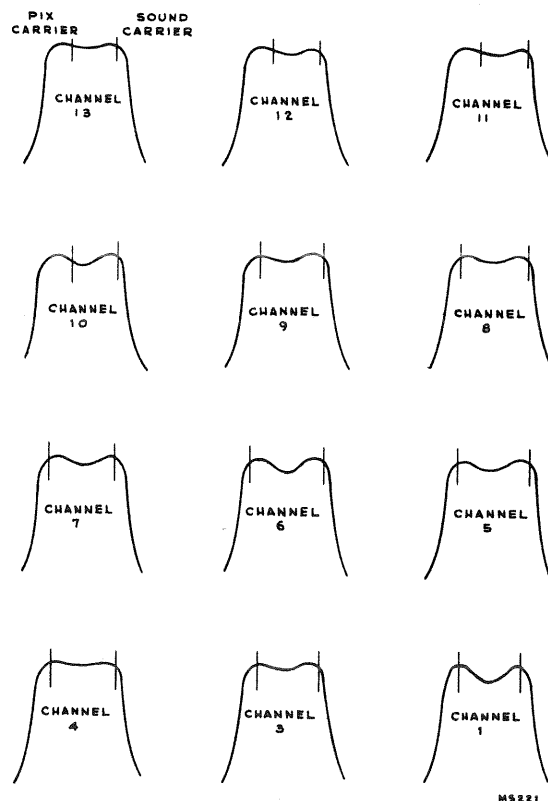 PIX CARRIER
SOUND CARRIER
CHANNEL 13
CHANNEL 12
CHANNEL 11
CHANNEL 10
CHANNEL 9
CHANNEL 8
CHANNEL 7
CHANNEL 6
CHANNEL 5
CHANNEL 4
CHANNEL 3
CHANNEL 1
MS221